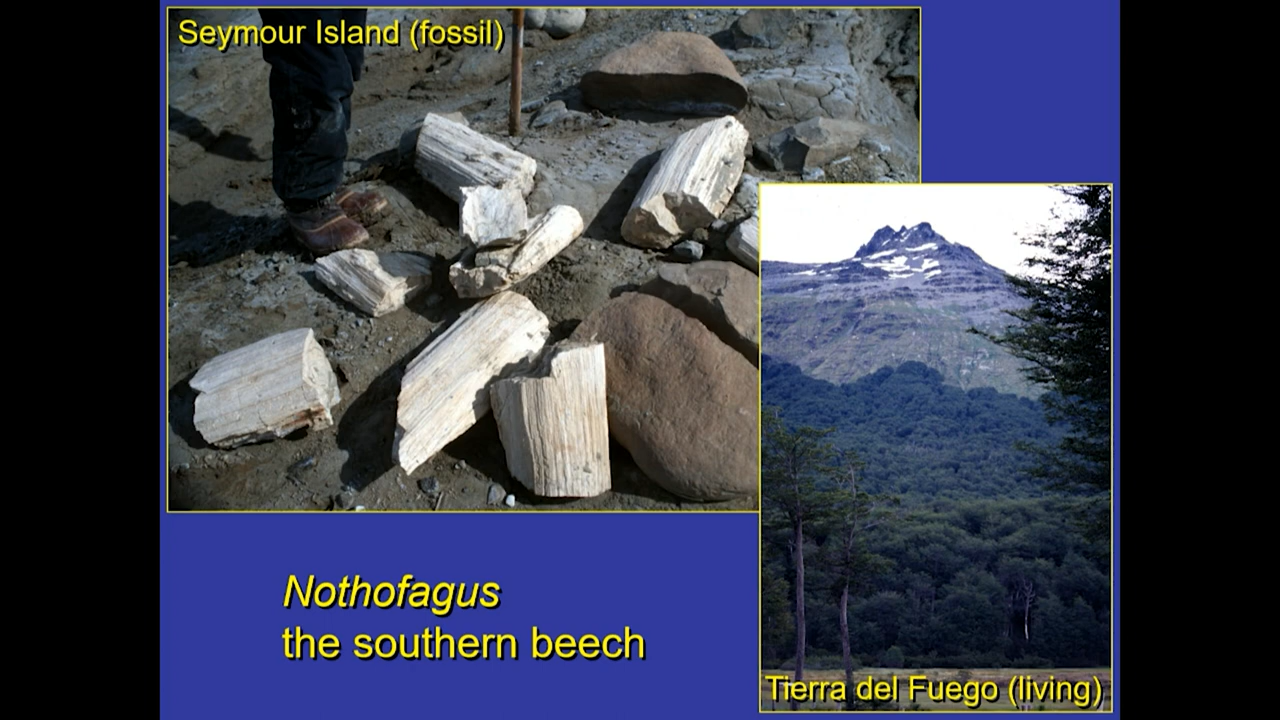 Seymour Island (fossil)
Nothofagus
the southern beech
Tierra del Fuego (living)